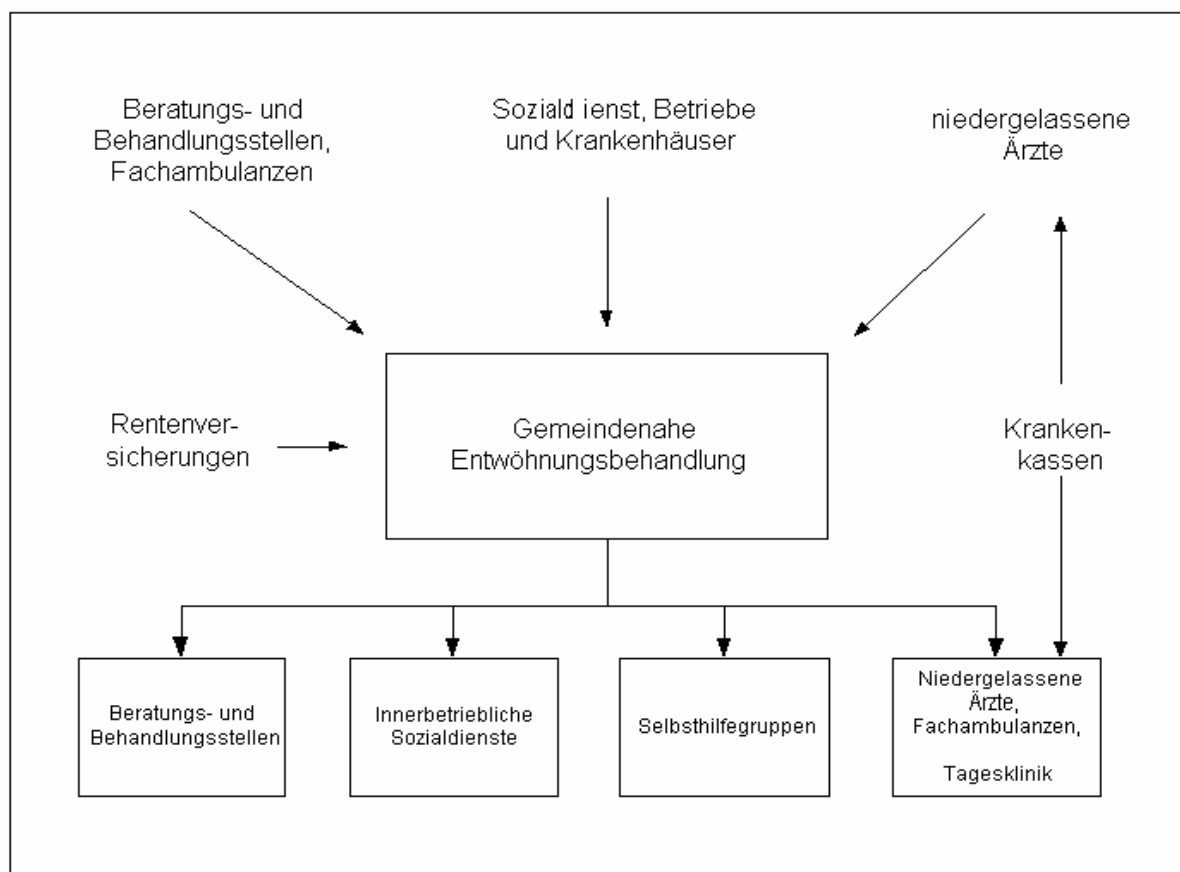 Beratungs- und
Behandlungsstellen,
Fachambulanzen
Soziald ienst, Betriebe
und Krankenhäuser
niedergelassene
Ärzte
Rentenver-
sicherungen
Gemeindenahe
Entwöhnungsbehandlung
Kranken-
kassen
Beratungs- und
Behandlungsstellen
Innerbetriebliche
Sozialdienste
Selbsthilfegruppen
Niedergelassene
Ärzte,
Fachambulanzen,
Tagesklinik